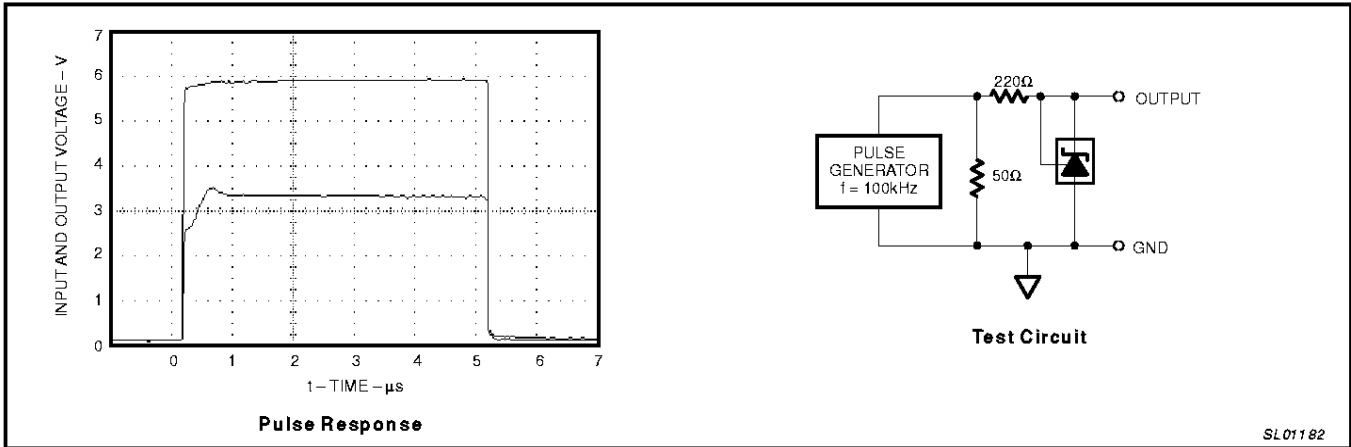 INPUT AND OUTPUT VOLTAGE – V
7
6
5
4
3
2
1
0
0 1 2 3 4 5 6 7
t – TIME – µs
Pulse Response
PULSE
GENERATOR
f = 100kHz
220Ω
50Ω
OUTPUT
GND
Test Circuit
SL01182